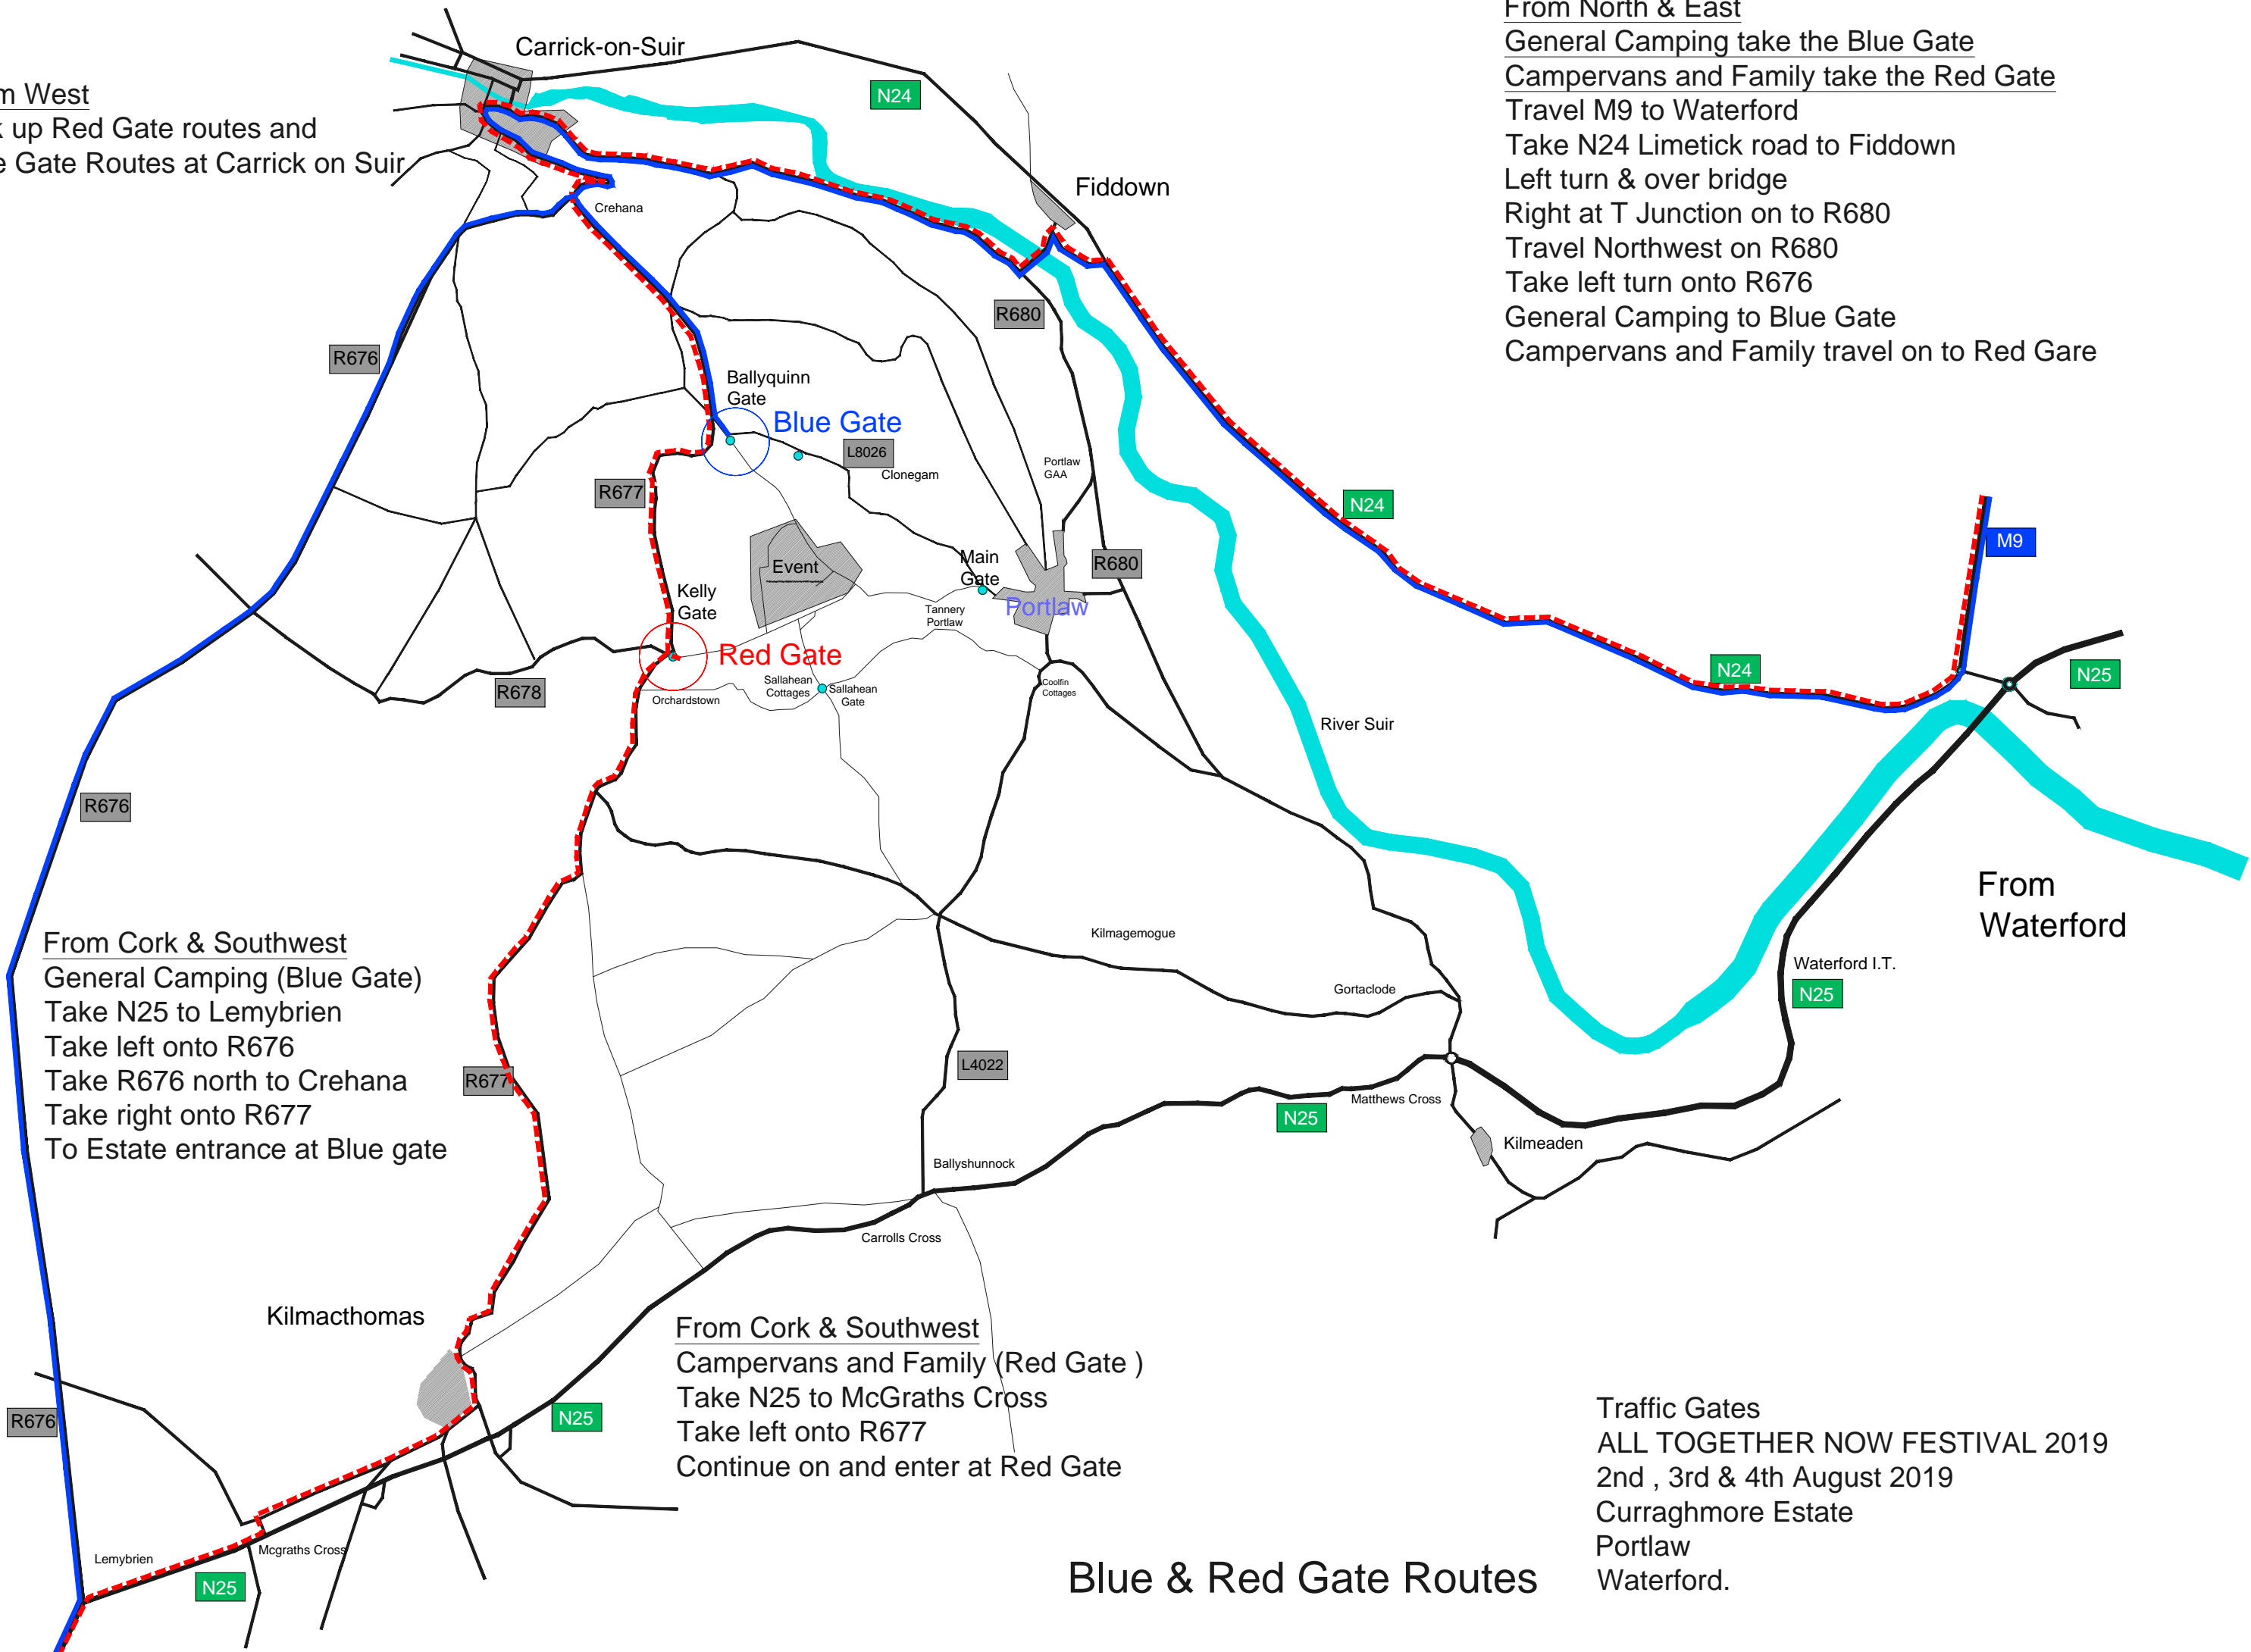 From North & East
General Camping take the Blue Gate
Campervans and Family take the Red Gate
Travel M9 to Waterford
Take N24 Limetick road to Fiddown
Left turn & over bridge
Right at T Junction on to R680
Travel Northwest on R680
Take left turn onto R676
General Camping to Blue Gate
Campervans and Family travel on to Red Gare
West
up Red Gate routes and
Gate Routes at Carrick on Suir
Carrick-on-Suir
N24
Fiddown
Crehana
R680
R676
Ballyquinn
Gate
Blue Gate
L8026
Clonegam
Portlaw
GAA
R677
N24
M9
Event
Main
Gate
R680
Portlaw
Kelly
Gate
Tannery
Portlaw
Red Gate
N24
N25
R678
Orchardstown
Sallahean
Cottages
Sallahean
Gate
Coolfin
Cottages
River Suir
R676
From
Waterford
From Cork & Southwest
General Camping (Blue Gate)
Take N25 to Lemybrien
Take left onto R676
Take R676 north to Crehana
Take right onto R677
To Estate entrance at Blue gate
Kilmagemogue
Waterford I.T.
N25
Gortaclode
L4022
R677
Matthews Cross
N25
Kilmeaden
Ballyshunnock
Carrolls Cross
Kilmacthomas
From Cork & Southwest
Campervans and Family (Red Gate )
Take N25 to McGraths Cross
Take left onto R677
Continue on and enter at Red Gate
R676
N25
Lemybrien
Mcgraths Cross
N25
Blue & Red Gate Routes
Traffic Gates
ALL TOGETHER NOW FESTIVAL 2019
2nd , 3rd & 4th August 2019
Curraghmore Estate
Portlaw
Waterford.